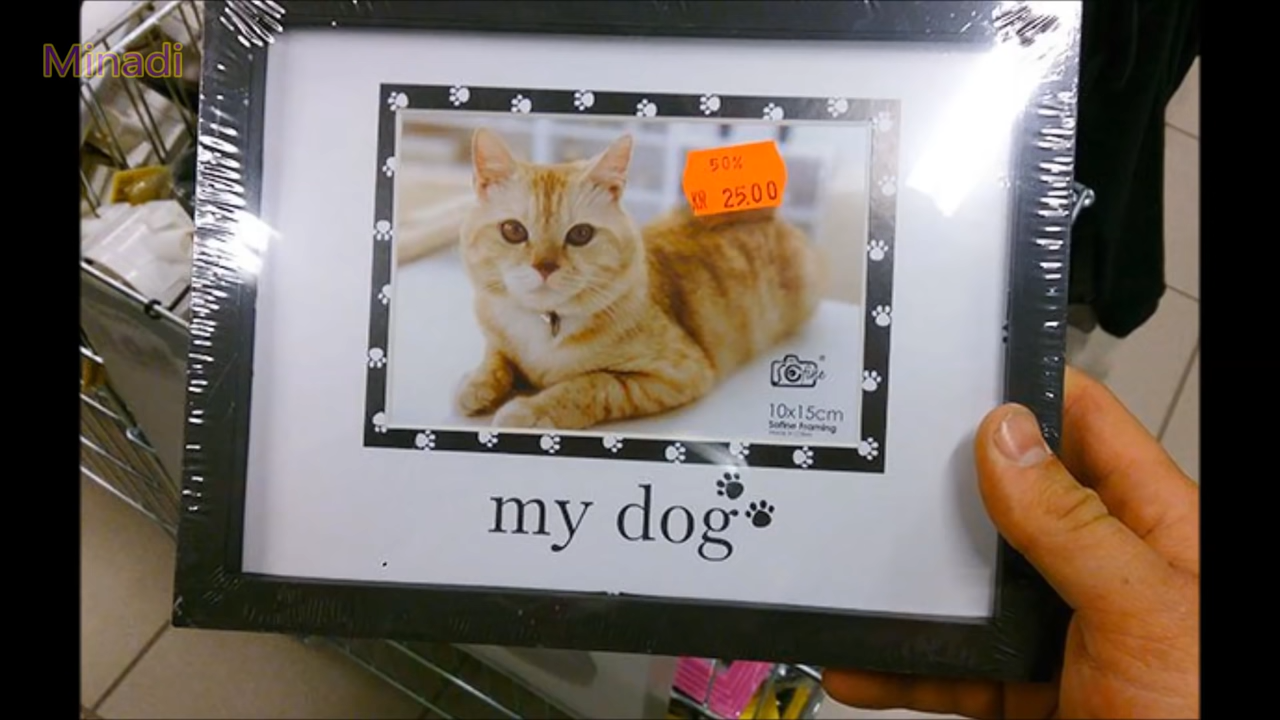 Minadi
50%
KR 25.00
10x15cm
Sofine Framing
my dog